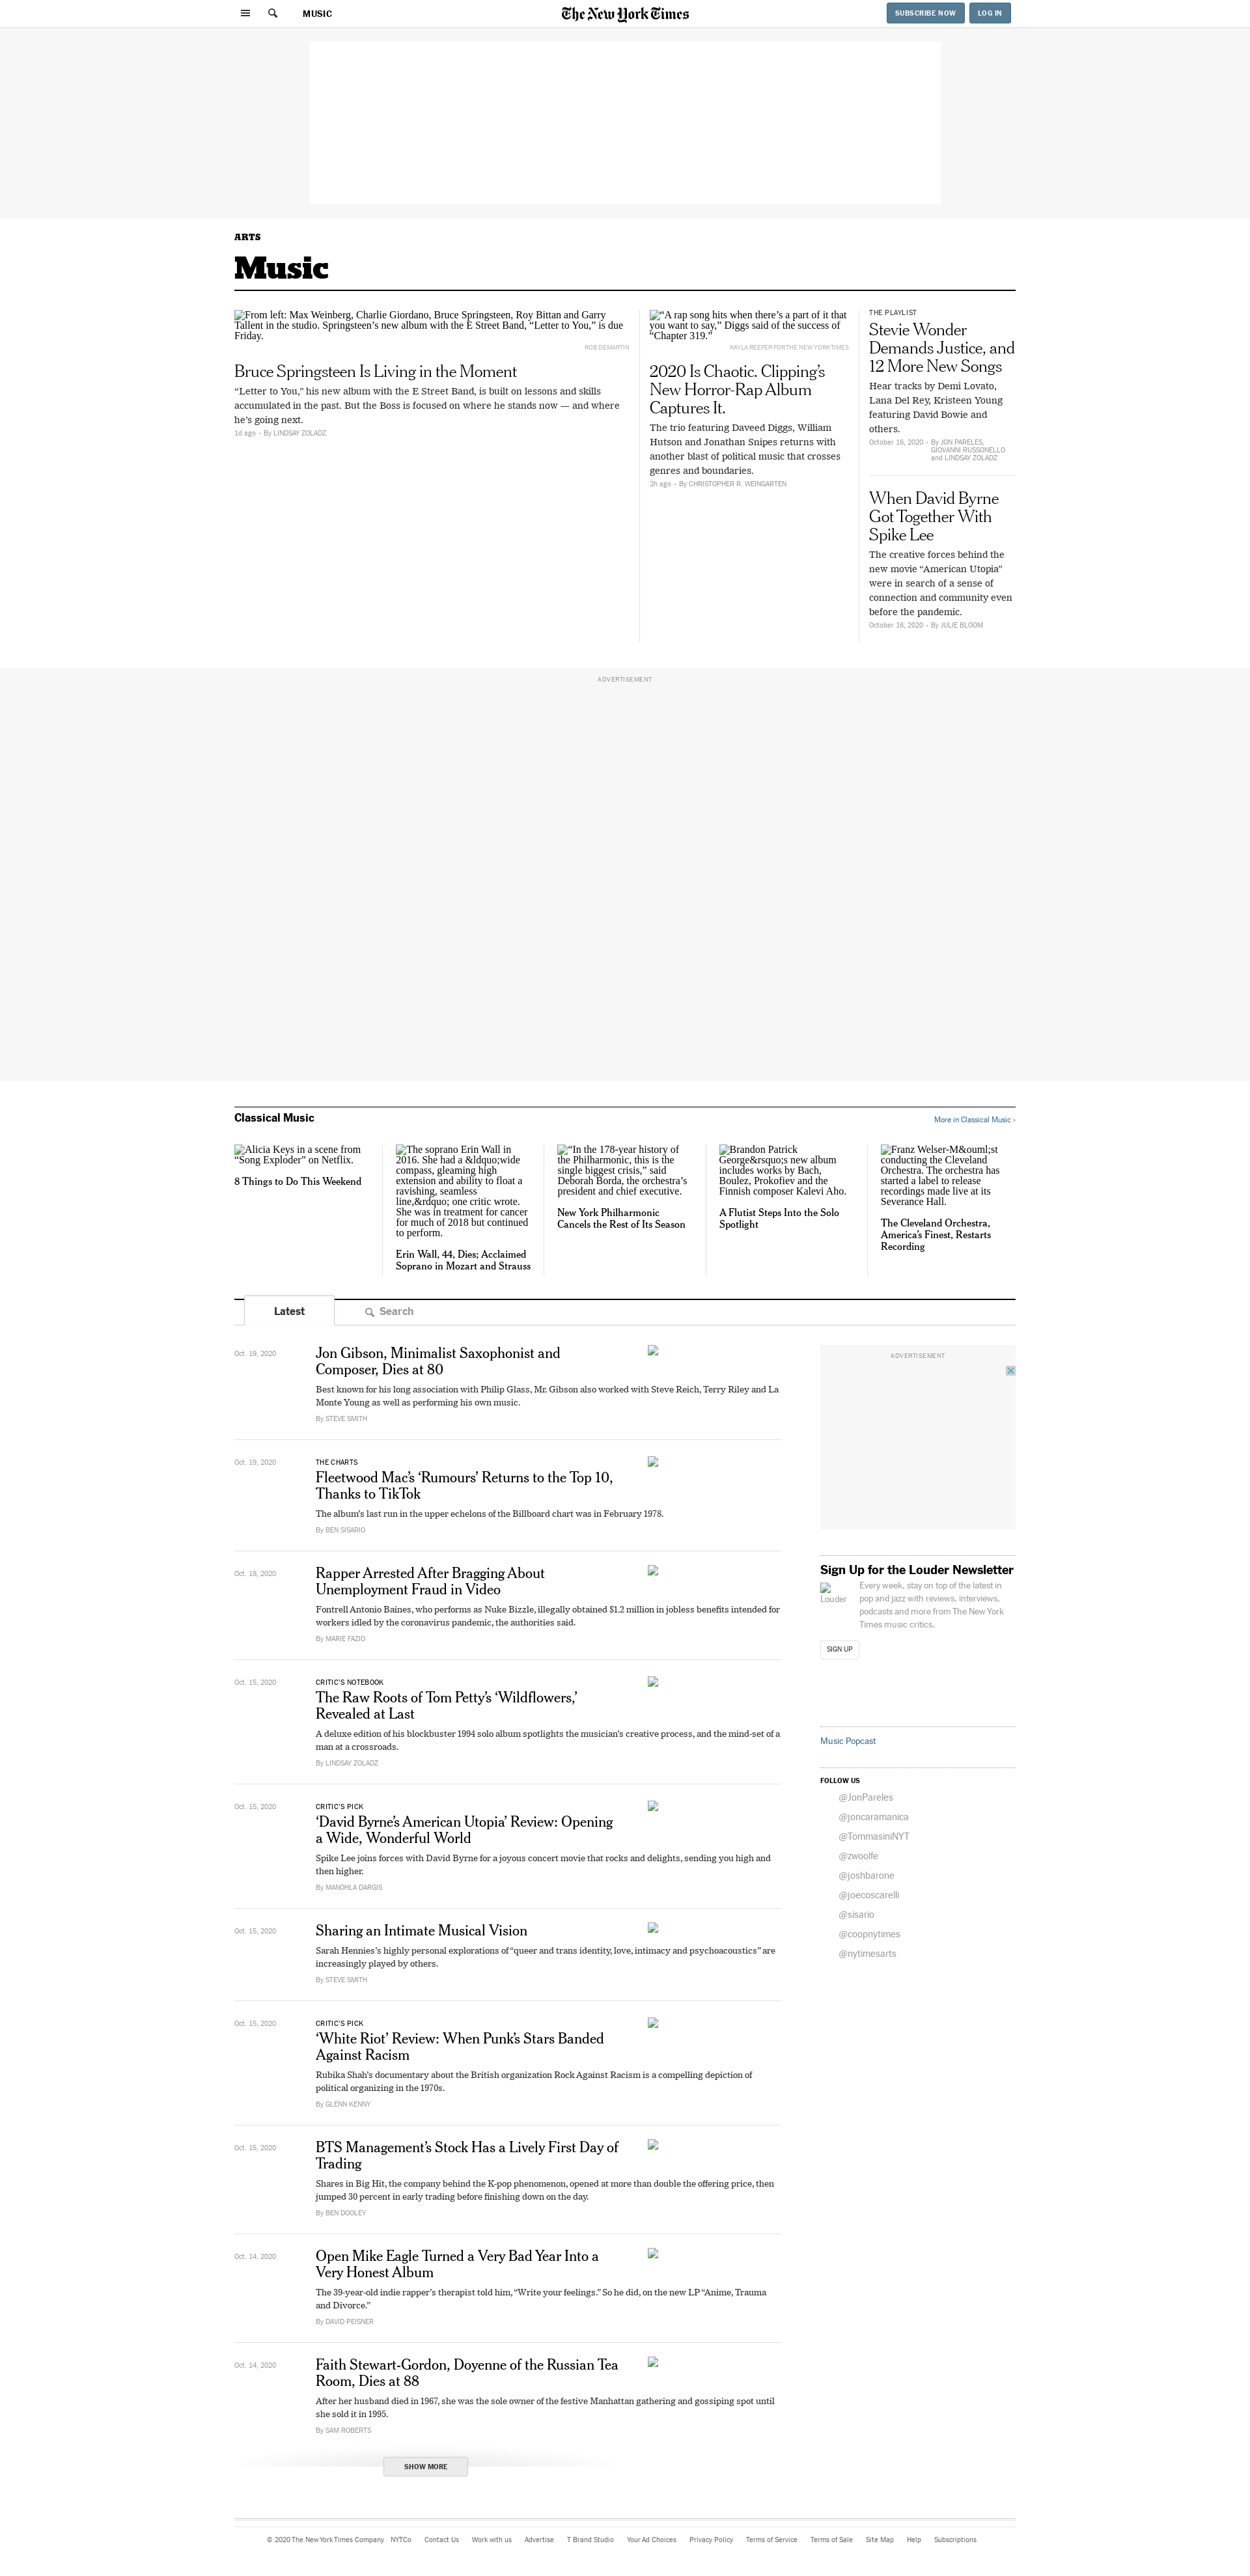 MUSIC
The New York Times
SUBSCRIBE NOW
LOG IN
ARTS
Music
From left: Max Weinberg, Charlie Giordano, Bruce Springsteen, Roy Bittan and Garry
Tallent in the studio. Springsteen’s new album with the E Street Band, “Letter to You,” is due
Friday.
ROB DEMARTIN
Bruce Springsteen Is Living in the Moment
“Letter to You,” his new album with the E Street Band, is built on lessons and skills
accumulated in the past. But the Boss is focused on where he stands now — and where
he’s going next.
1d ago • By LINDSAY ZOLADZ
“A rap song hits when there’s a part of it that
you want to say,” Diggs said of the success of
“Chapter 319.”
KAYLA REEFER FOR THE NEW YORK TIMES
2020 Is Chaotic. Clipping’s
New Horror-Rap Album
Captures It.
The trio featuring Daveed Diggs, William
Hutson and Jonathan Snipes returns with
another blast of political music that crosses
genres and boundaries.
2h ago • By CHRISTOPHER R. WEINGARTEN
THE PLAYLIST
Stevie Wonder
Demands Justice, and
12 More New Songs
Hear tracks by Demi Lovato,
Lana Del Rey, Kristeen Young
featuring David Bowie and
others.
October 16, 2020 • By JON PARELES,
GIOVANNI RUSSONELLO
and LINDSAY ZOLADZ
When David Byrne
Got Together With
Spike Lee
The creative forces behind the
new movie “American Utopia”
were in search of a sense of
connection and community even
before the pandemic.
October 16, 2020 • By JULIE BLOOM
ADVERTISEMENT
Classical Music
More in Classical Music ›
Alicia Keys in a scene from
“Song Exploder” on Netflix.
8 Things to Do This Weekend
The soprano Erin Wall in
2016. She had a &ldquo;wide
compass, gleaming high
extension and ability to float a
ravishing, seamless
line,&rdquo; one critic wrote.
She was in treatment for cancer
for much of 2018 but continued
to perform.
Erin Wall, 44, Dies; Acclaimed
Soprano in Mozart and Strauss
“In the 178-year history of
the Philharmonic, this is the
single biggest crisis,” said
Deborah Borda, the orchestra’s
president and chief executive.
New York Philharmonic
Cancels the Rest of Its Season
Brandon Patrick
George&rsquo;s new album
includes works by Bach,
Boulez, Prokofiev and the
Finnish composer Kalevi Aho.
A Flutist Steps Into the Solo
Spotlight
Franz Welser-M&ouml;st
conducting the Cleveland
Orchestra. The orchestra has
started a label to release
recordings made live at its
Severance Hall.
The Cleveland Orchestra,
America’s Finest, Restarts
Recording
Latest
Search
Oct. 19, 2020
Jon Gibson, Minimalist Saxophonist and
Composer, Dies at 80
Best known for his long association with Philip Glass, Mr. Gibson also worked with Steve Reich, Terry Riley and La
Monte Young as well as performing his own music.
By STEVE SMITH
Oct. 19, 2020
THE CHARTS
Fleetwood Mac’s ‘Rumours’ Returns to the Top 10,
Thanks to TikTok
The album’s last run in the upper echelons of the Billboard chart was in February 1978.
By BEN SISARIO
Oct. 18, 2020
Rapper Arrested After Bragging About
Unemployment Fraud in Video
Fontrell Antonio Baines, who performs as Nuke Bizzle, illegally obtained $1.2 million in jobless benefits intended for
workers idled by the coronavirus pandemic, the authorities said.
By MARIE FAZIO
Oct. 15, 2020
CRITIC’S NOTEBOOK
The Raw Roots of Tom Petty’s ‘Wildflowers,’
Revealed at Last
A deluxe edition of his blockbuster 1994 solo album spotlights the musician’s creative process, and the mind-set of a
man at a crossroads.
By LINDSAY ZOLADZ
Oct. 15, 2020
CRITIC’S PICK
‘David Byrne’s American Utopia’ Review: Opening
a Wide, Wonderful World
Spike Lee joins forces with David Byrne for a joyous concert movie that rocks and delights, sending you high and
then higher.
By MANOHLA DARGIS
Oct. 15, 2020
Sharing an Intimate Musical Vision
Sarah Hennies’s highly personal explorations of “queer and trans identity, love, intimacy and psychoacoustics” are
increasingly played by others.
By STEVE SMITH
Oct. 15, 2020
CRITIC’S PICK
‘White Riot’ Review: When Punk’s Stars Banded
Against Racism
Rubika Shah’s documentary about the British organization Rock Against Racism is a compelling depiction of
political organizing in the 1970s.
By GLENN KENNY
Oct. 15, 2020
BTS Management’s Stock Has a Lively First Day of
Trading
Shares in Big Hit, the company behind the K-pop phenomenon, opened at more than double the offering price, then
jumped 30 percent in early trading before finishing down on the day.
By BEN DOOLEY
Oct. 14, 2020
Open Mike Eagle Turned a Very Bad Year Into a
Very Honest Album
The 39-year-old indie rapper’s therapist told him, “Write your feelings.” So he did, on the new LP “Anime, Trauma
and Divorce.”
By DAVID PEISNER
Oct. 14, 2020
Faith Stewart-Gordon, Doyenne of the Russian Tea
Room, Dies at 88
After her husband died in 1967, she was the sole owner of the festive Manhattan gathering and gossiping spot until
she sold it in 1995.
By SAM ROBERTS
SHOW MORE
ADVERTISEMENT
Sign Up for the Louder Newsletter
Louder
Every week, stay on top of the latest in
pop and jazz with reviews, interviews,
podcasts and more from The New York
Times music critics.
SIGN UP
Music Popcast
FOLLOW US
@JonPareles
@joncaramanica
@TommasiniNYT
@zwoolfe
@joshbarone
@joecoscarelli
@sisario
@coopnytimes
@nytimesarts
© 2020 The New York Times Company NYTCo Contact Us Work with us Advertise T Brand Studio Your Ad Choices Privacy Policy Terms of Service Terms of Sale Site Map Help Subscriptions